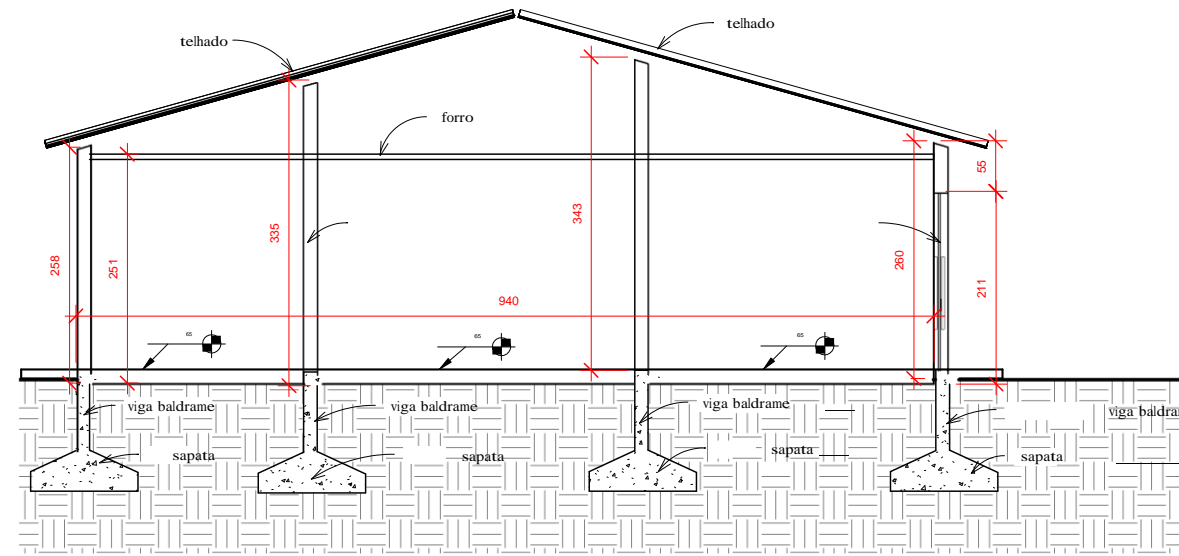 telhado
telhado
forro
258
251
335
343
260
55
211
940
65
65
65
viga baldrame
viga baldrame
viga baldrame
viga baldra
sapata
sapata
sapata
sapata